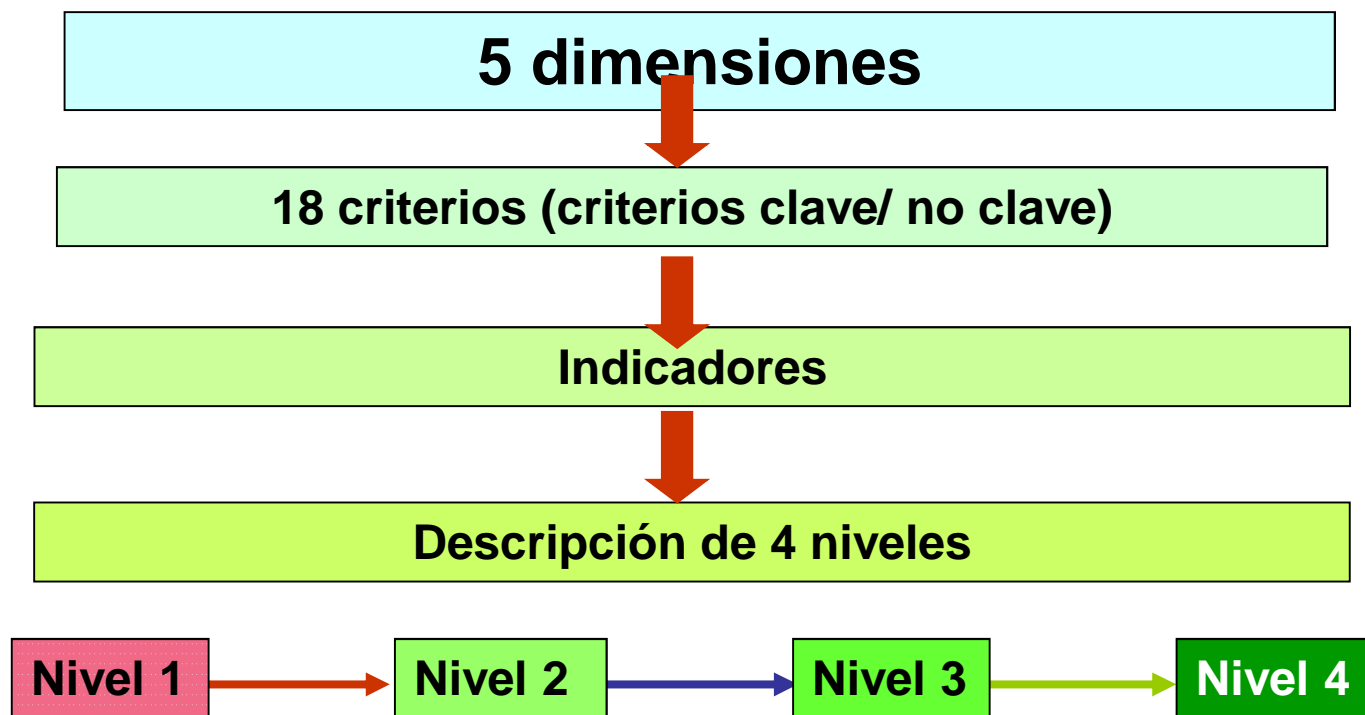 5 dimensiones
18 criterios (criterios clave/ no clave)
Indicadores
Descripción de 4 niveles
Nivel 1
Nivel 2
Nivel 3
Nivel 4